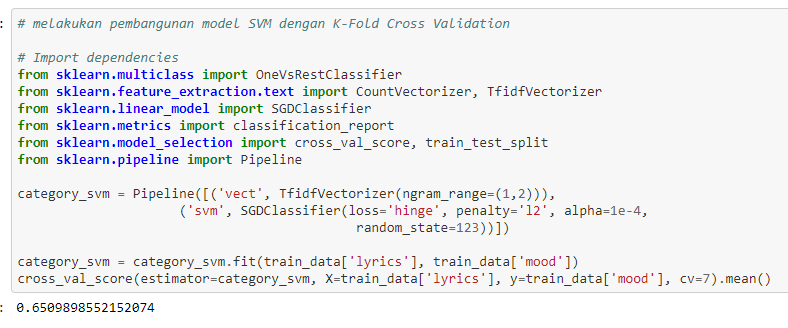 : # melakukan pembangunan model SVM dengan K-Fold Cross Validation
# Import dependencies
from sklearn.multiclass import OneVsRestClassifier
from sklearn.feature_extraction.text import CountVectorizer, TfidfVectorizer
from sklearn.linear_model import SGDClassifier
from sklearn.metrics import classification_report
from sklearn.model_selection import cross_val_score, train_test_split
from sklearn.pipeline import Pipeline
category_svm = Pipeline([('vect', TfidfVectorizer(ngram_range=(1,2))),
('svm', SGDClassifier(loss='hinge', penalty='l2', alpha=1e-4,
random_state=123))])
category_svm = category_svm.fit(train_data['lyrics'], train_data['mood'])
cross_val_score(estimator=category_svm, X=train_data['lyrics'], y=train_data['mood'], cv=7).mean()
: 0.6509898552152074